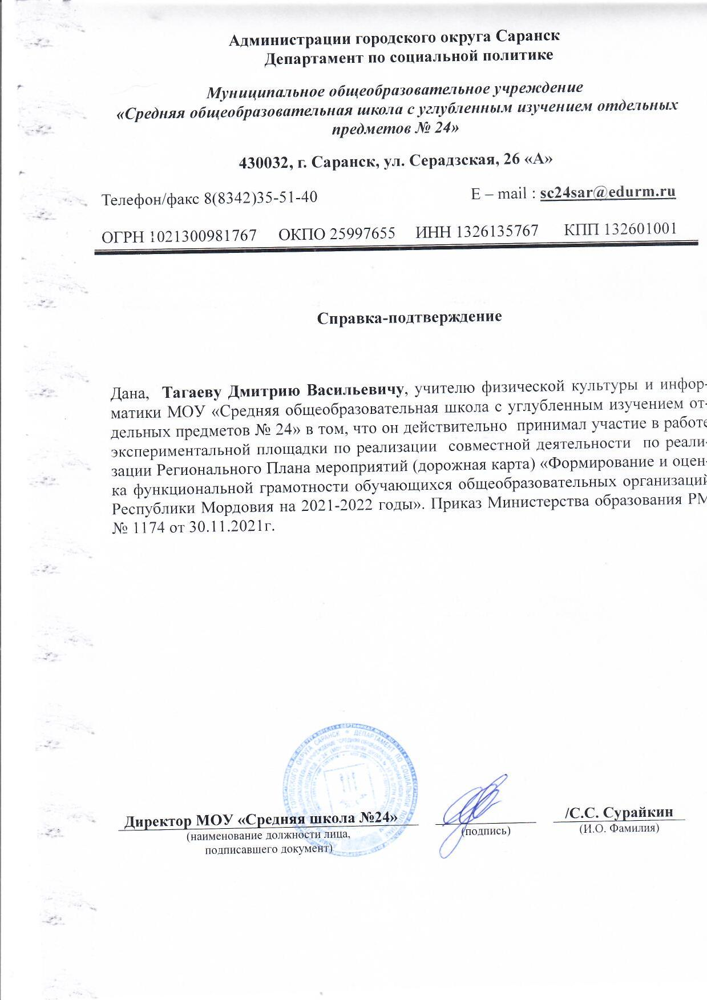 Администрации городского округа Саранск
Департамент по социальной политике
Муниципальное общеобразовательное учреждение
«Средняя общеобразовательная школа с углубленным изучением отдельных
предметов № 24»
430032, г. Саранск, ул. Серадзская, 26 «А»
Телефон/факс 8(8342)35-51-40 E – mail : sc24sar@edurm.ru
ОГРН 1021300981767 ОКПО 25997655 ИНН 1326135767 КПП 132601001
Справка-подтверждение
Дана, Тагаеву Дмитрию Васильевичу, учителю физической культуры и инфор-
матики МОУ «Средняя общеобразовательная школа с углубленным изучением от-
дельных предметов № 24» в том, что он действительно принимал участие в работе
экспериментальной площадки по реализации совместной деятельности по реали-
зации Регионального Плана мероприятий (дорожная карта) «Формирование и оцен-
ка функциональной грамотности обучающихся общеобразовательных организаций
Республики Мордовия на 2021-2022 годы». Приказ Министерства образования РМ
№ 1174 от 30.11.2021г.
ГОРОДСКОГО ОКРУГА САРАНСК * ДЕПАРТАМЕНТ ПО СОЦИАЛЬНОЙ
Директор МОУ «Средняя школа №24» /С.С. Сурайкин
(наименование должности лица, (подпись) (И.О. Фамилия)
подписавшего документ)